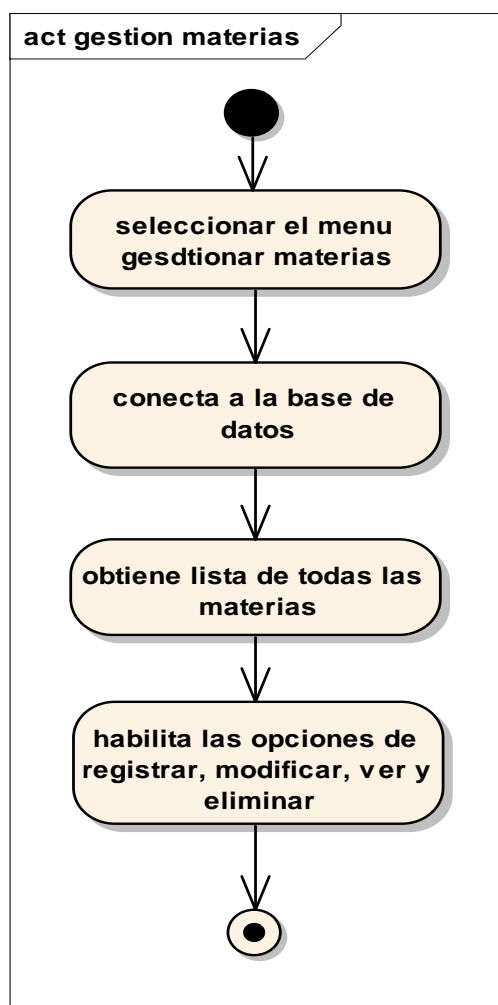 act gestion materias
seleccionar el menu
gesdtionar materias
conecta a la base de
datos
obtiene lista de todas las
materias
habilita las opciones de
registrar, modificar, ver y
eliminar